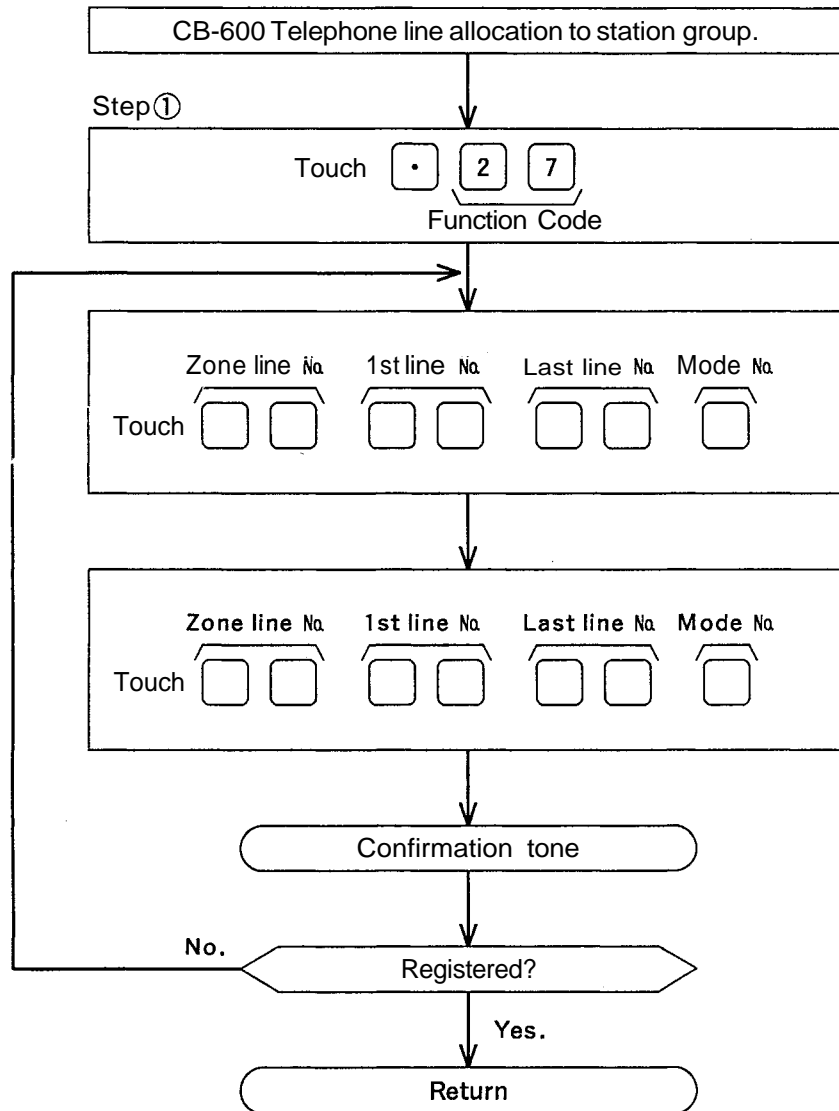 CB-600 Telephone line allocation to station group.
Step①
Touch • 2 7
Function Code
Zone line No. 1st line No. Last line No. Mode No.
Touch
Zone line No. 1st line No. Last line No. Mode No.
Touch
Confirmation tone
No.
Registered?
Yes.
Return